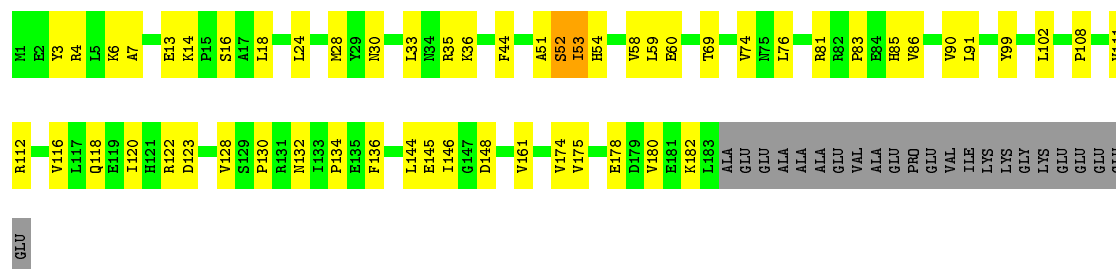 M1 E2 Y3 R4 L5 K6 A7 E13 K14 P15 S16 A17 L18 L24 M28 Y29 N30 L33 N34 R35 K36 F44 A51 S52 I53 H54 V58 L59 E60 T69 V74 N75 L76 R81 R82 P83 E84 H85 V86 V90 L91 Y99 L102 P108
R112 V116 L117 Q118 E119 I120 H121 R122 D123 V128 S129 P130 R131 N132 I133 P134 E135 F136 L144 E145 I146 G147 D148 V161 V174 V175 E178 D179 V180 E181 K182 L183 ALA GLU GLU ALA ALA ALA GLU VAL ALA GLU PRO GLU VAL ILE LYS LYS GLY LYS LYS GLU GLU GLU
GLU